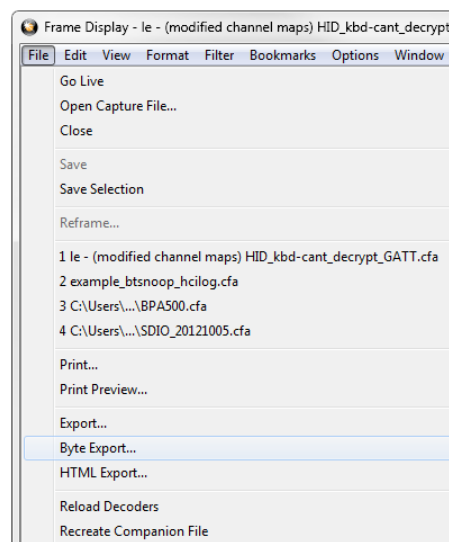 Frame Display - le - (modified channel maps) HID_kbd-cant_decrypt
File Edit View Format Filter Bookmarks Options Window
Go Live
Open Capture File...
Close
Save
Save Selection
Reframe...
1 le - (modified channel maps) HID_kbd-cant_decrypt_GATT.cfa
2 example_btsnoop_hcilog.cfa
3 C:\Users\...\BPA500.cfa
4 C:\Users\...\SDIO_20121005.cfa
Print...
Print Preview...
Export...
Byte Export...
HTML Export...
Reload Decoders
Recreate Companion File